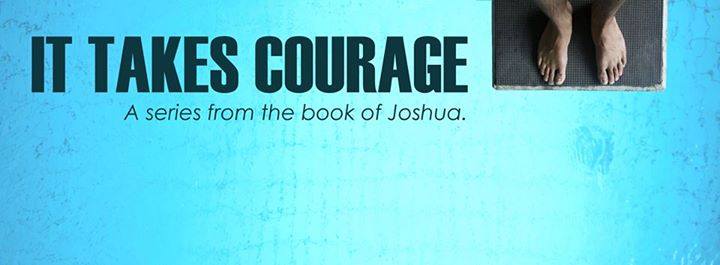 IT TAKES COURAGE
A series from the book of Joshua.